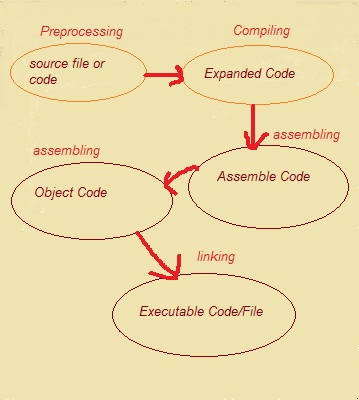 Preprocessing
Compiling
source file or
code
Expanded Code
assembling
assembling
Assemble Code
Object Code
linking
Executable Code/File